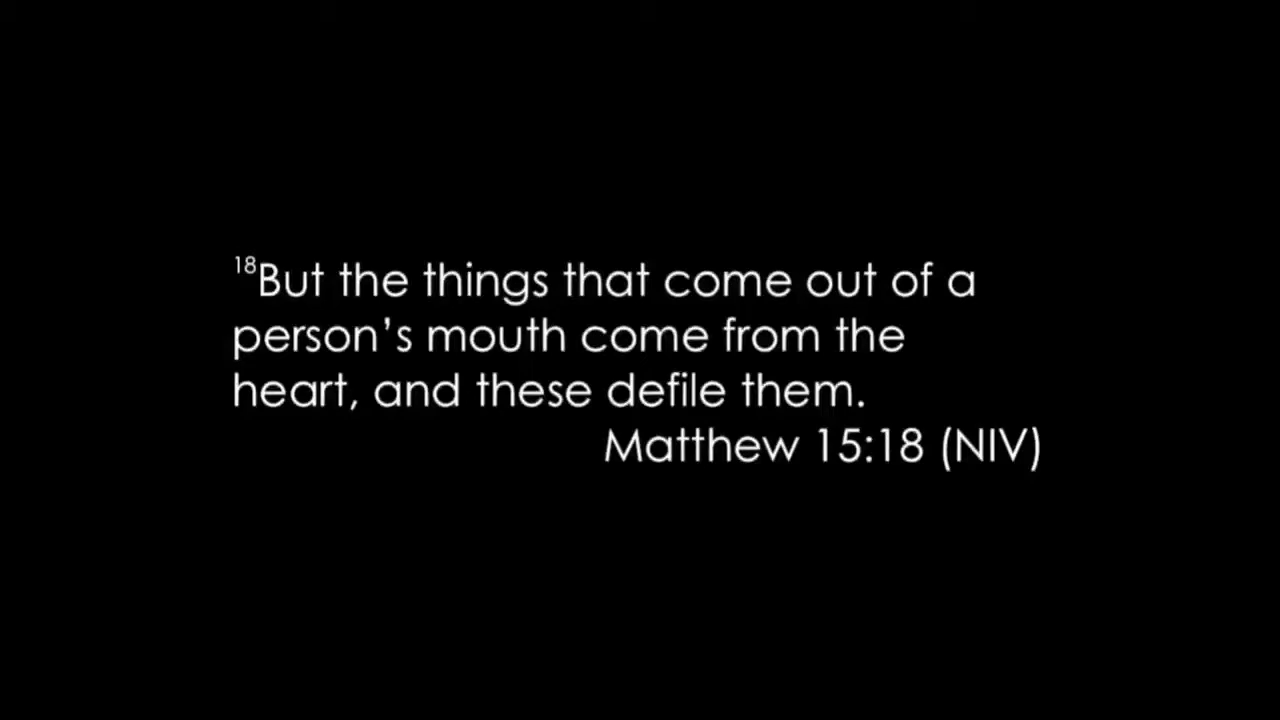 18But the things that come out of a
person’s mouth come from the
heart, and these defile them.
Matthew 15:18 (NIV)